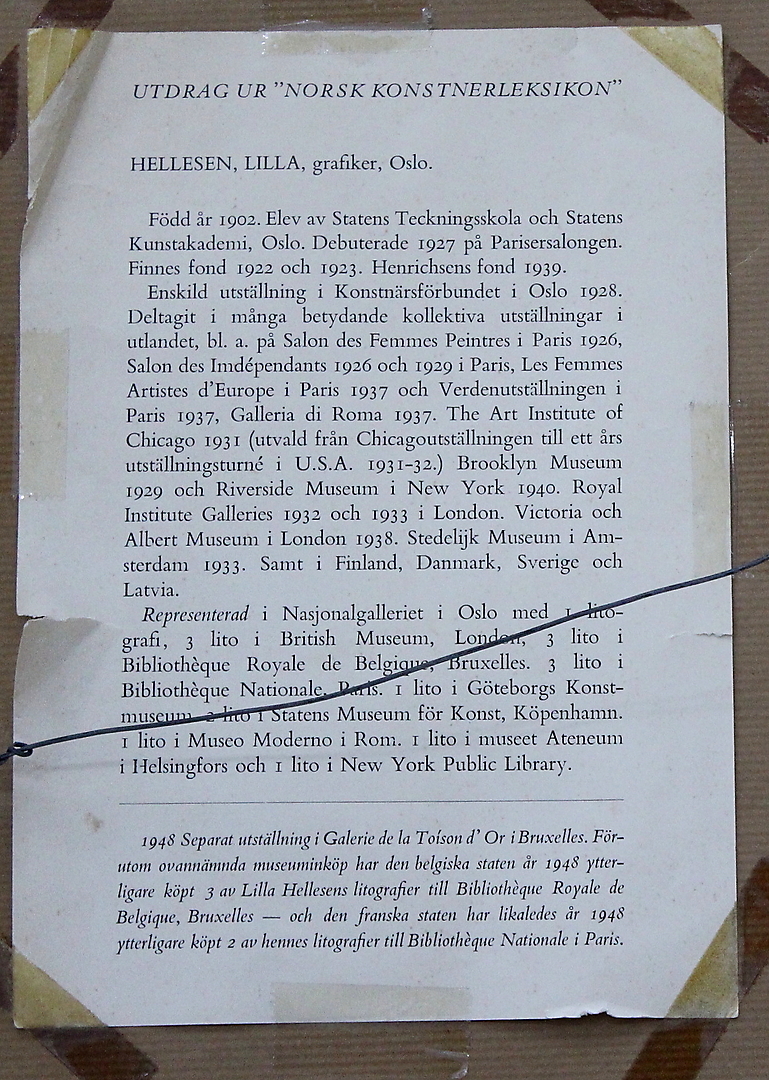 UTDRAG UR "NORSK KONSTNERLEKSIKON"
HELLESEN, LILLA, grafiker, Oslo.
Född år 1902. Elev av Statens Teckningsskola och Statens
Kunstakademi, Oslo. Debuterade 1927 på Parisersalongen.
Finnes fond 1922 och 1923. Henrichsens fond 1939.
Enskild utställning i Konstnärsförbundet i Oslo 1928.
Deltagit i många betydande kollektiva utställningar i
utlandet, bl. a. på Salon des Femmes Peintres i Paris 1926,
Salon des Imdépendants 1926 och 1929 i Paris, Les Femmes
Artistes d'Europe i Paris 1937 och Verdenutställningen i
Paris 1937, Galleria di Roma 1937. The Art Institute of
Chicago 1931 (utvald från Chicagoutställningen till ett års
utställningsturné i U.S.A. 1931-32.) Brooklyn Museum
1929 och Riverside Museum i New York 1940. Royal
Institute Galleries 1932 och 1933 i London. Victoria och
Albert Museum i London 1938. Stedelijk Museum i Am-
sterdam 1933. Samt i Finland, Danmark, Sverige och
Latvia.
Representerad i Nasjonalgalleriet i Oslo med 1 lito-
grafi, 3 lito i British Museum, London, 3 lito i
Bibliothèque Royale de Belgique, Bruxelles. 3 lito i
Bibliothèque Nationale, Paris. 1 lito i Göteborgs Konst-
museum, 2 lito i Statens Museum för Konst, Köpenhamn.
1 lito i Museo Moderno i Rom. 1 lito i museet Ateneum
i Helsingfors och 1 lito i New York Public Library.
1948 Separat utställning i Galerie de la Toíson d' Or i Bruxelles. För-
utom ovannämnda museuminköp har den belgiska staten år 1948 ytter-
ligare köpt 3 av Lilla Hellesens litografier till Bibliothèque Royale de
Belgique, Bruxelles — och den franska staten har likaledes år 1948
ytterligare köpt 2 av hennes litografier till Bibliothèque Nationale i Paris.